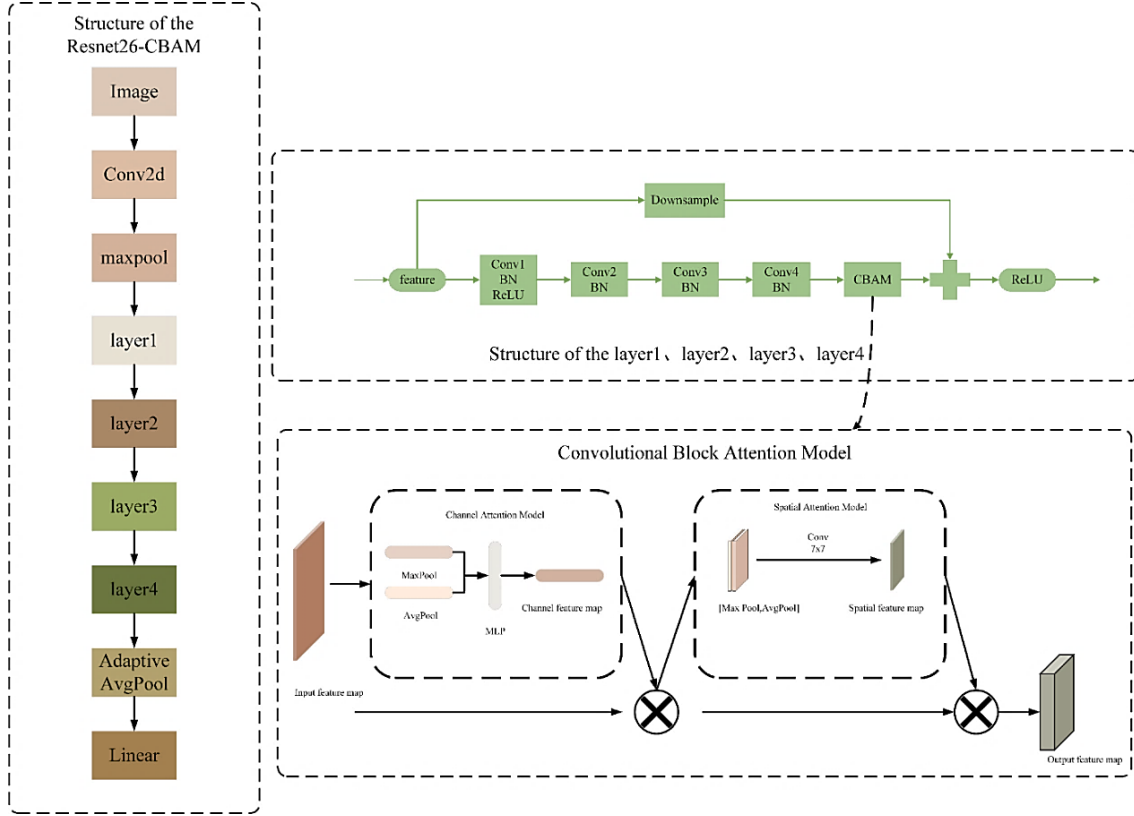 Structure of the
Resnet26-CBAM
Image
Conv2d
maxpool
layer1
layer2
layer3
layer4
Adaptive
AvgPool
Linear
Downsample
feature
Conv1
BN
ReLU
Conv2
BN
Conv3
BN
Conv4
BN
CBAM
ReLU
Structure of the layer1、layer2、layer3、layer4
Convolutional Block Attention Model
Channel Attention Model
MaxPool
AvgPool
MLP
Channel feature map
Spatial Attention Model
Conv
7x7
[Max Pool,AvgPool]
Spatial feature map
Input feature map
Output feature map